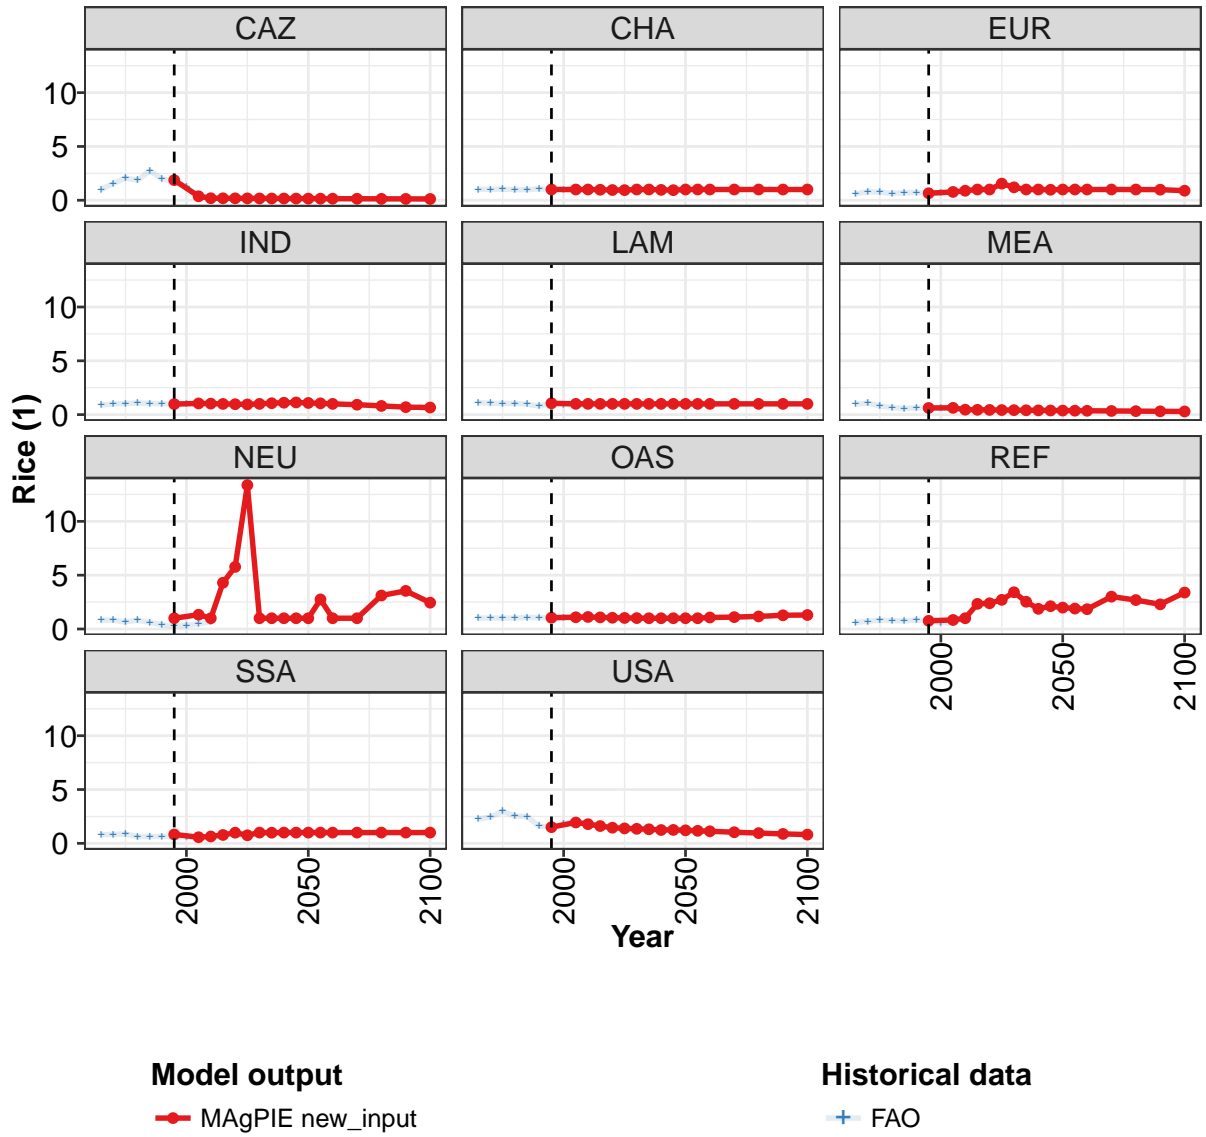 CAZ CHA EUR
10
5
0
IND LAM MEA
10
5
0
Rice (1)
NEU OAS REF
10
5
0
2000 2050 2100
SSA USA
10
5
0
2000 2050 2100 2000 2050 2100
Year
Model output Historical data
MAgPIE new_input FAO